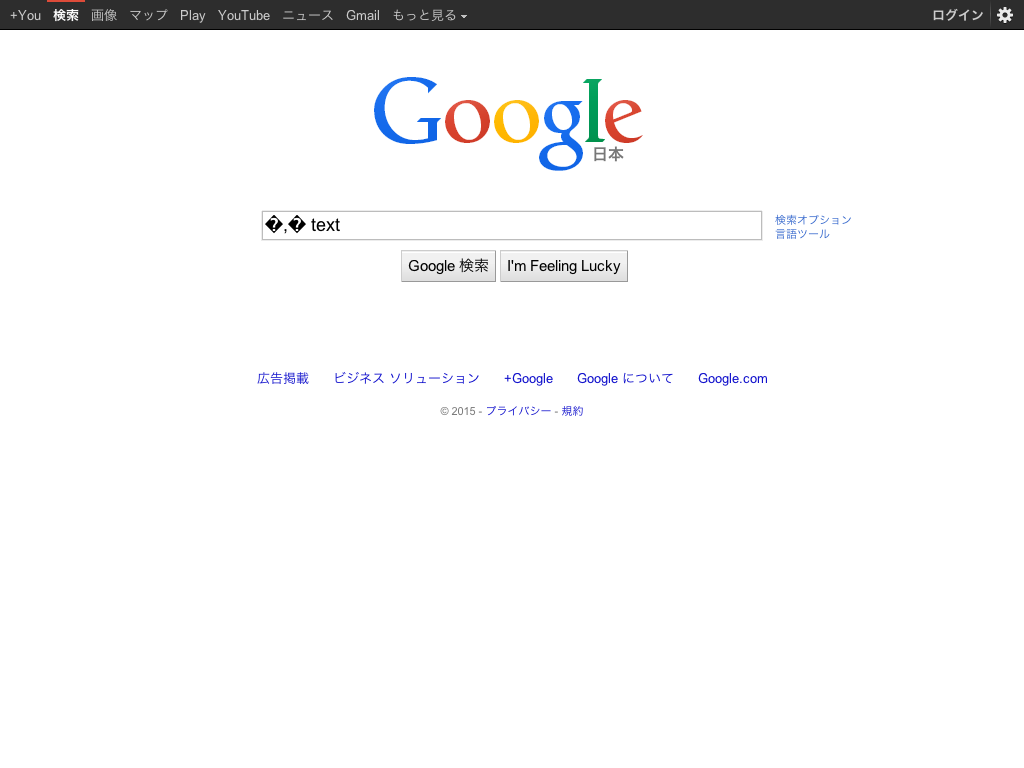 +You 検索 画像 マップ Play YouTube ニュース Gmail もっと見る ログイン
Google
日本
�,� text
検索オプション
言語ツール
Google 検索 I'm Feeling Lucky
広告掲載 ビジネス ソリューション +Google Google について Google.com
© 2015 - プライバシー - 規約